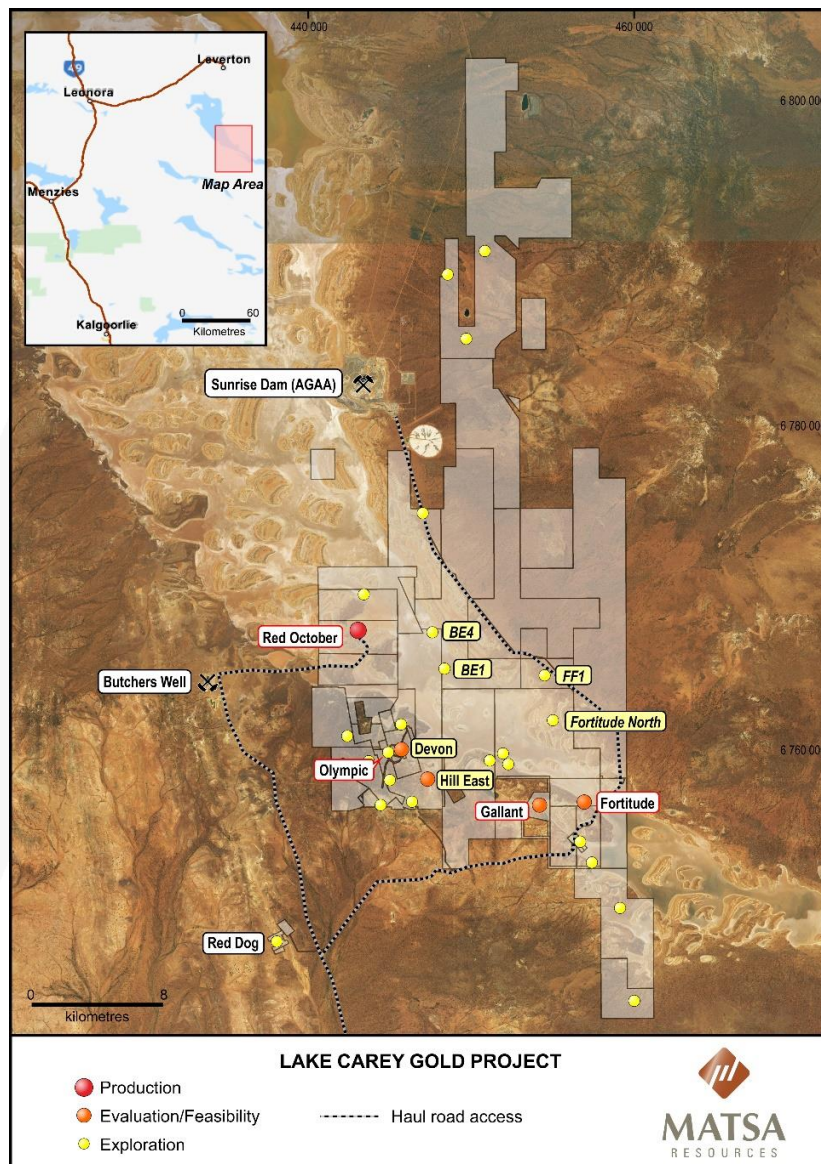 440 000
460 000
49
Leverton
Leonora
Map Area
Menzies
0 60
Kilometres
Kalgoorlie
6 800 000
Sunrise Dam (AGAA)
6 780 000
Red October
BE4
BE1
FF1
Butchers Well
Fortitude North
Devon
6 760 000
Olympic
Hill East
Gallant
Fortitude
Red Dog
0 8
kilometres
LAKE CAREY GOLD PROJECT
Production
Evaluation/Feasibility
Haul road access
Exploration
MATSA
RESOURCES